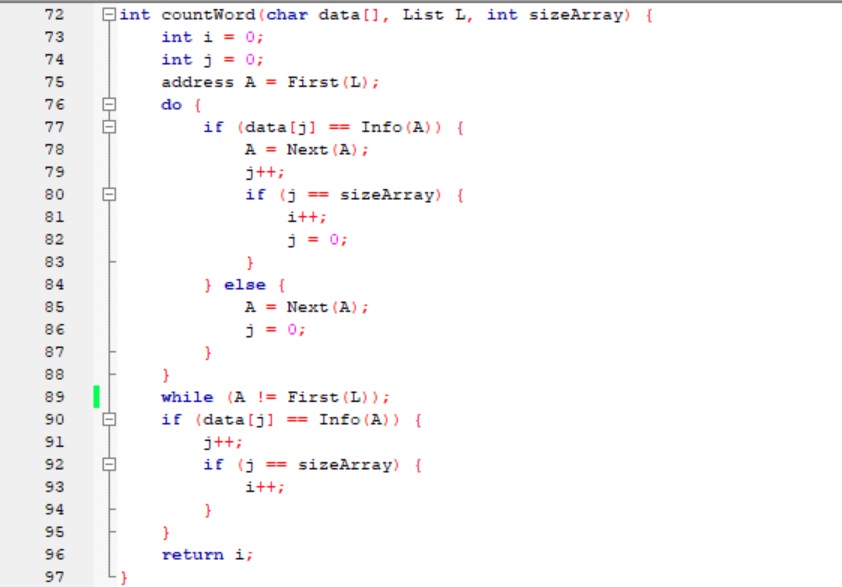 72 int countWord(char data[], List L, int sizeArray) {
73     int i = 0;
74     int j = 0;
75     address A = First(L);
76     do {
77         if (data[j] == Info(A)) {
78             A = Next(A);
79             j++;
80             if (j == sizeArray) {
81                 i++;
82                 j = 0;
83             }
84         } else {
85             A = Next(A);
86             j = 0;
87         }
88     }
89     while (A != First(L));
90     if (data[j] == Info(A)) {
91         j++;
92         if (j == sizeArray) {
93             i++;
94         }
95     }
96     return i;
97 }